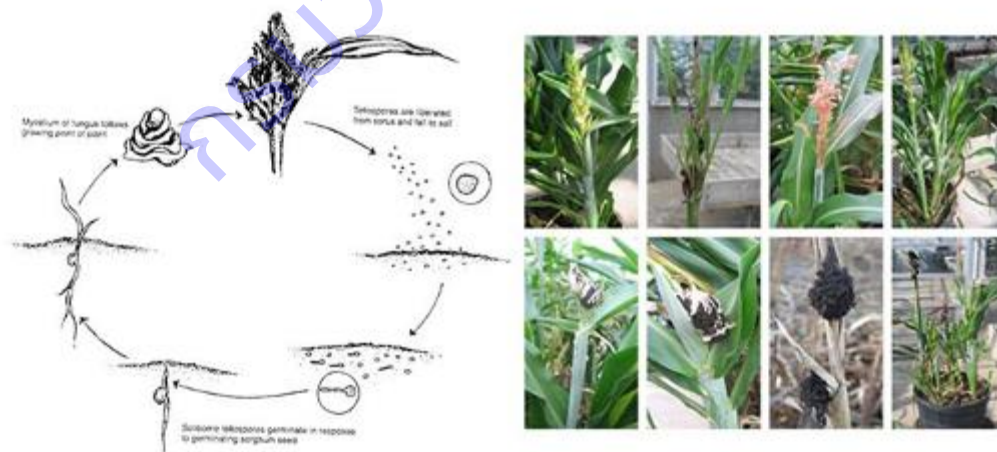 Mycelium of fungus follows
growing point of plant
Teliospores are liberated
from sorus and fall to soil
Soilborne teliospores germinate in response
to germinating sorghum seed